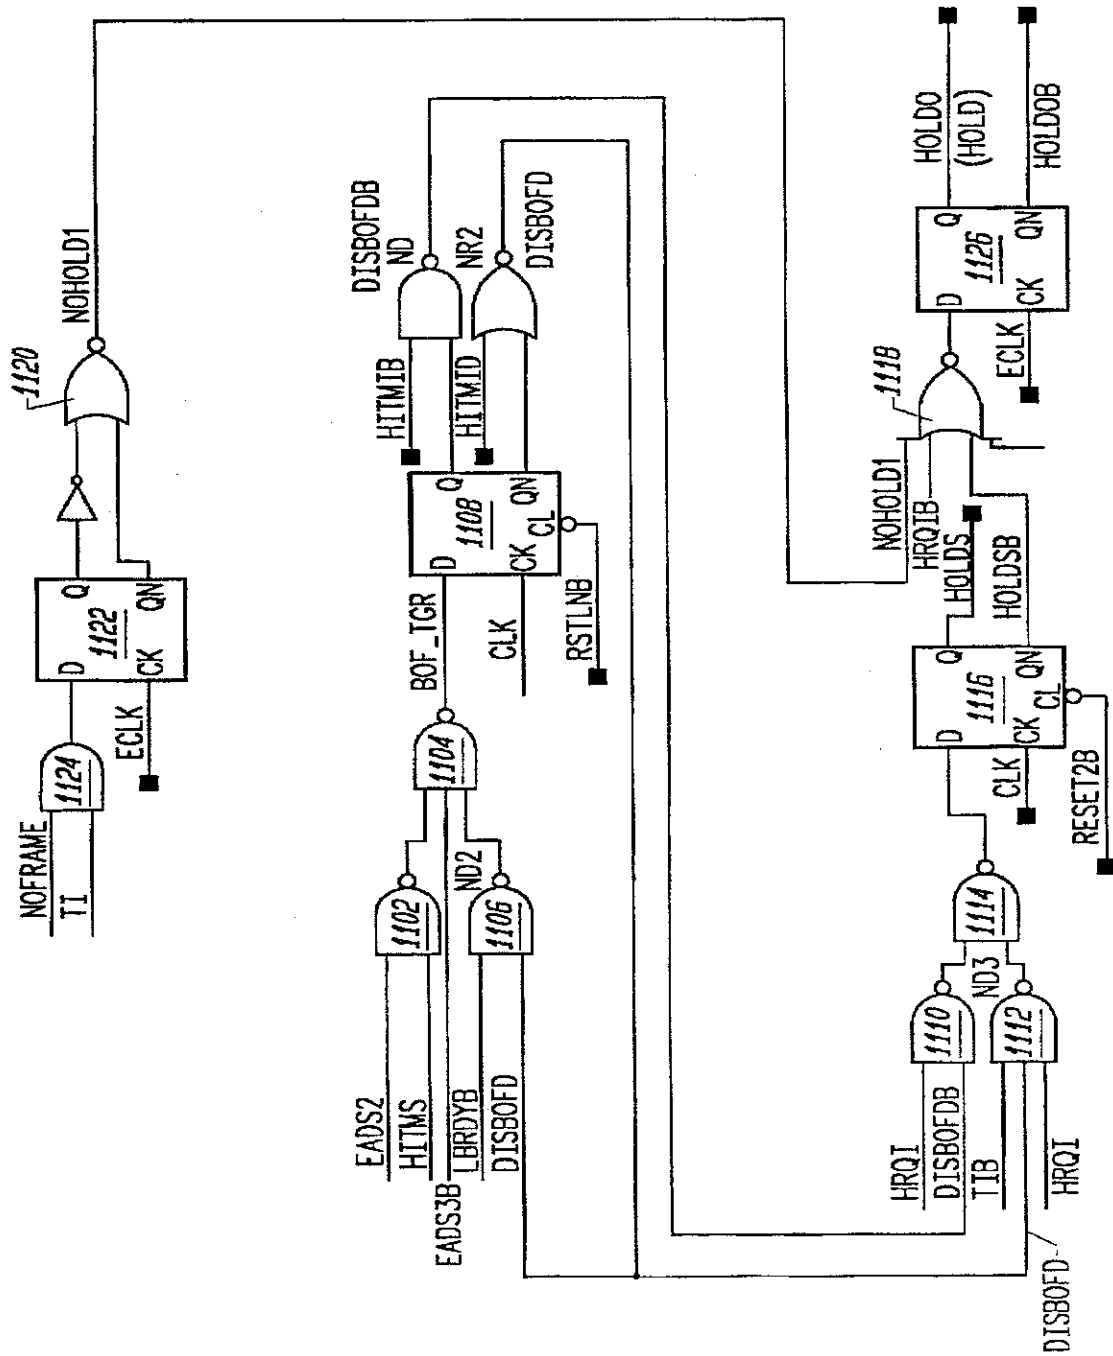 NOFRAME
TI
1124
ECLK
D
1122
CK
Q
QN
1120
NOHOLD1
EADS2
HITMS
EADS3B
LBRDYB
DISBOFD
1102
ND2
1106
1104
BOF_TGR
CLK
RSTLNB
D
1108
CK
CL
Q
QN
HITMIB
HITMID
DISBOFDB
ND
NR2
DISBOFD
HRQI
DISBOFDB
TIB
HRQI
DISBOFD
1110
ND3
1112
1114
CLK
RESET2B
D
1116
CK
CL
Q
QN
NOHOLD1
HRQIB
HOLDS
HOLDSB
1118
ECLK
D
1126
CK
Q
QN
HOLDO
(HOLD)
HOLDOB